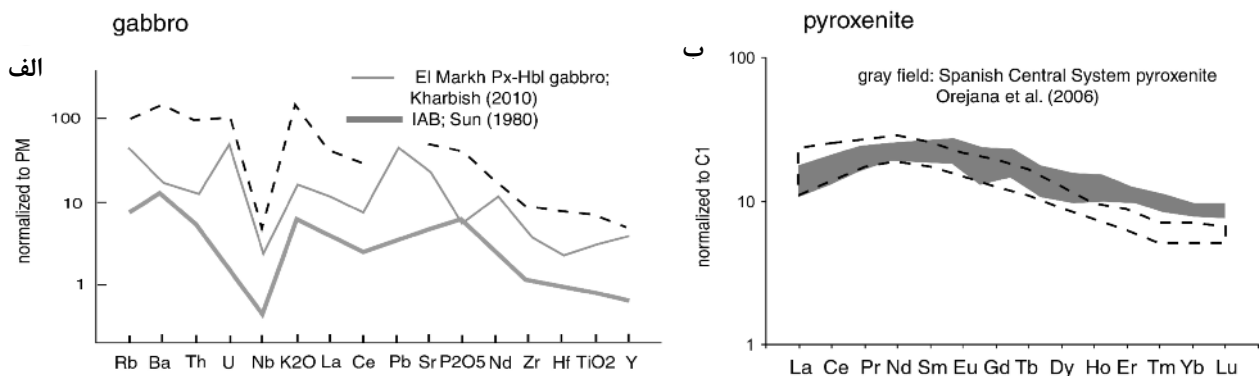 gabbro
الف
El Markh Px-Hbl gabbro;
Kharbish (2010)
IAB; Sun (1980)
normalized to PM
100
10
1
Rb Ba Th U Nb K2O La Ce Pb Sr P2O5 Nd Zr Hf TiO2 Y
pyroxenite
ب
gray field: Spanish Central System pyroxenite
Orejana et al. (2006)
normalized to C1
100
10
1
La Ce Pr Nd Sm Eu Gd Tb Dy Ho Er Tm Yb Lu